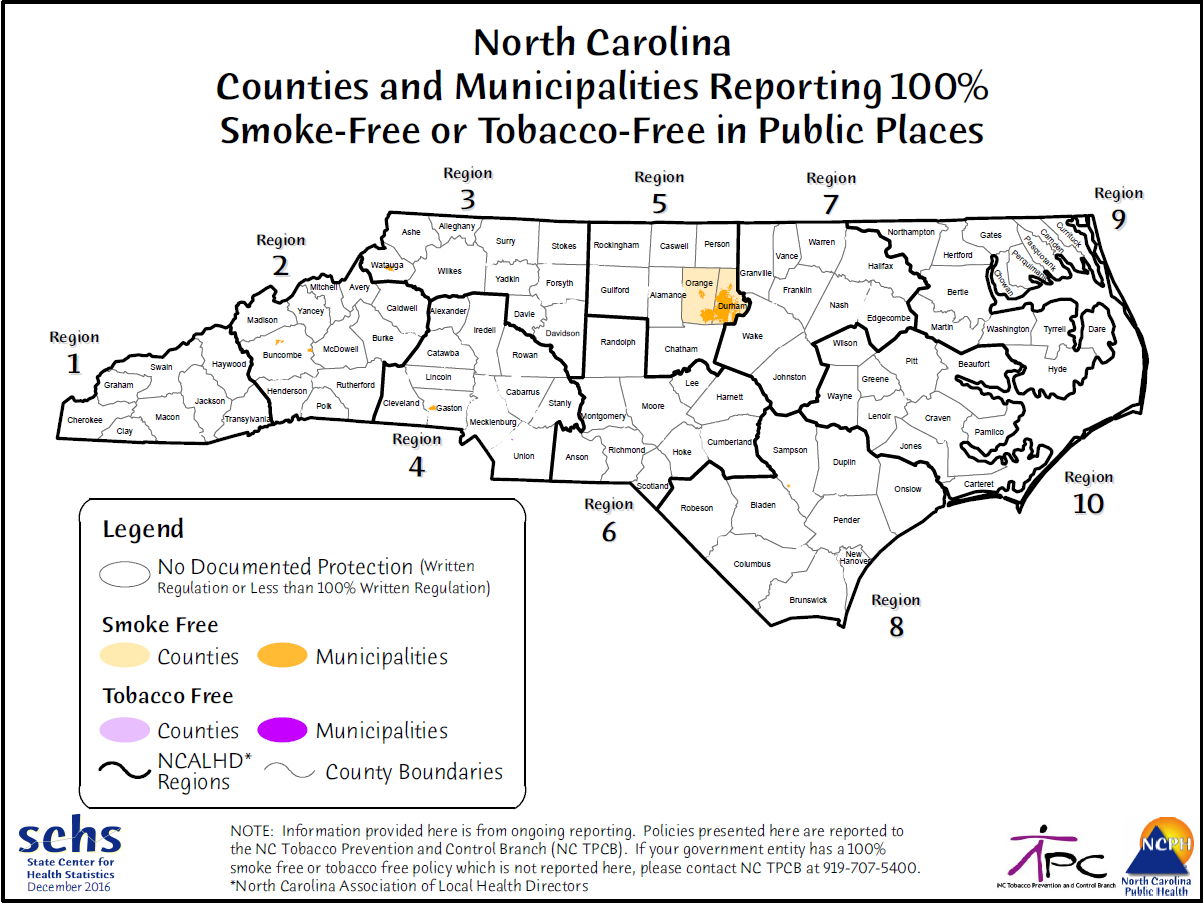 North Carolina
Counties and Municipalities Reporting 100%
Smoke-Free or Tobacco-Free in Public Places
Region
3
Region
5
Region
7
Region
9
Region
2
Region
1
Region
4
Region
6
Region
8
Region
10
Ashe
Alleghany
Surry
Stokes
Rockingham
Caswell
Person
Granville
Vance
Warren
Northampton
Gates
Hertford
Halifax
Currituck
Camden
Pasquotank
Perquimans
Chowan
Watauga
Wilkes
Yadkin
Forsyth
Guilford
Alamance
Orange
Durham
Franklin
Nash
Edgecombe
Bertie
Martin
Washington
Tyrrell
Dare
Hyde
Mitchell
Avery
Caldwell
Alexander
Iredell
Davie
Davidson
Randolph
Chatham
Wake
Johnston
Wilson
Pitt
Beaufort
Madison
Yancey
Buncombe
McDowell
Burke
Catawba
Rowan
Lincoln
Cabarrus
Stanly
Montgomery
Moore
Lee
Harnett
Wayne
Greene
Lenoir
Craven
Pamlico
Jones
Carteret
Swain
Haywood
Graham
Jackson
Macon
Cherokee
Clay
Transylvania
Henderson
Rutherford
Polk
Cleveland
Gaston
Mecklenburg
Union
Anson
Richmond
Scotland
Hoke
Cumberland
Sampson
Duplin
Onslow
Robeson
Bladen
Pender
Columbus
New
Hanover
Brunswick
Legend
No Documented Protection (Written
Regulation or Less than 100% Written Regulation)
Smoke Free
Counties
Municipalities
Tobacco Free
Counties
Municipalities
NCALHD*
Regions
County Boundaries
schs
State Center for
Health Statistics
December 2016
NOTE: Information provided here is from ongoing reporting. Policies presented here are reported to
the NC Tobacco Prevention and Control Branch (NC TPCB). If your government entity has a 100%
smoke free or tobacco free policy which is not reported here, please contact NC TPCB at 919-707-5400.
*North Carolina Association of Local Health Directors
TPC
NC Tobacco Prevention and Control Branch
NCPH
North Carolina
Public Health